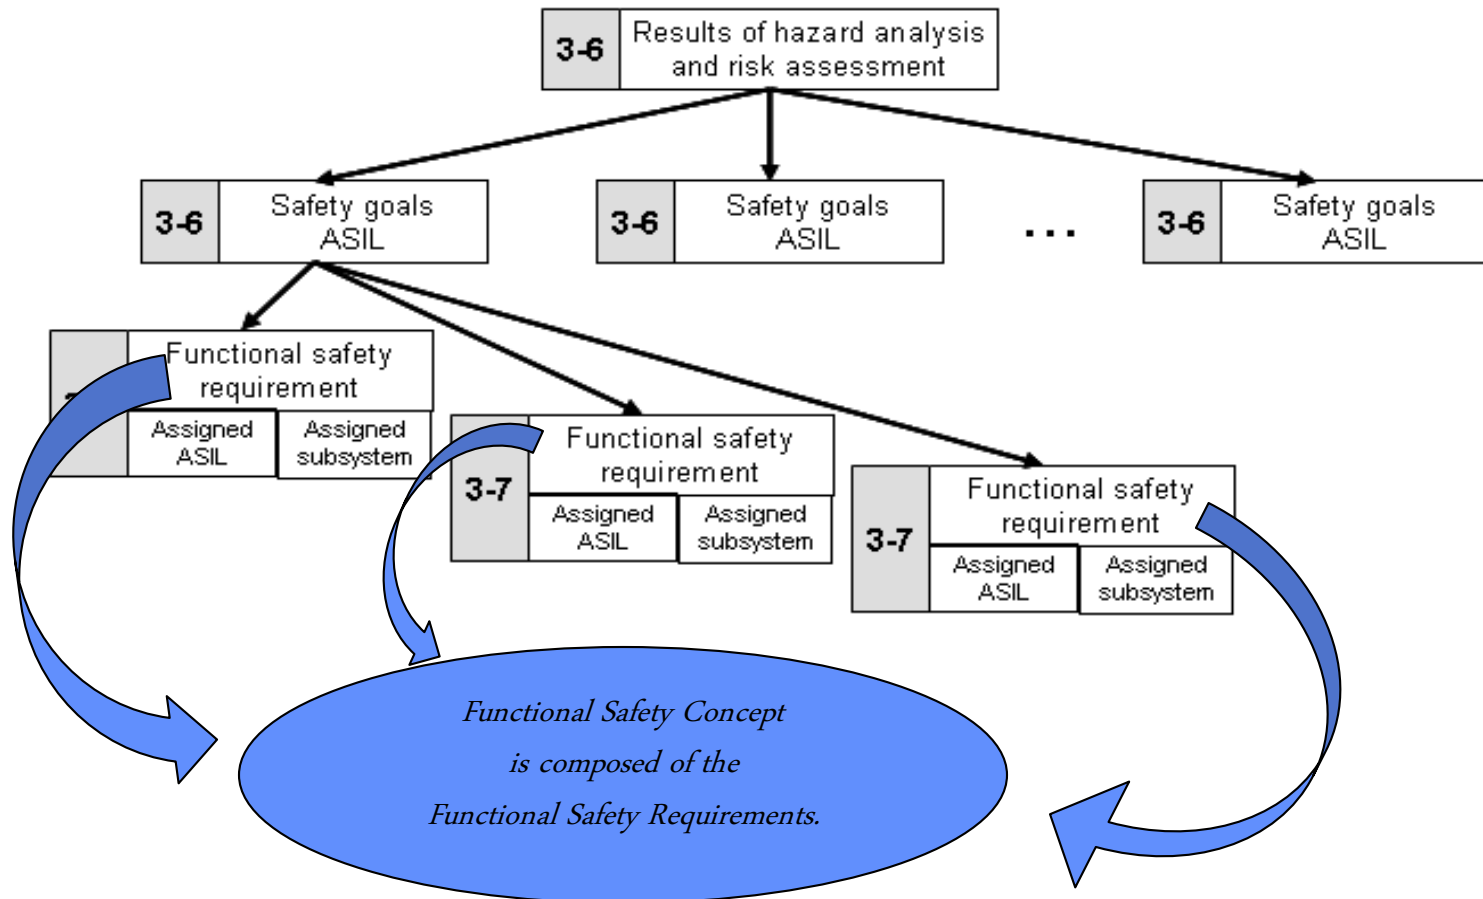 3-6
Results of hazard analysis
and risk assessment
3-6
Safety goals
ASIL
3-6
Safety goals
ASIL
...
3-6
Safety goals
ASIL
Functional safety
requirement
Assigned
ASIL
Assigned
subsystem
3-7
Functional safety
requirement
Assigned
ASIL
Assigned
subsystem
3-7
Functional safety
requirement
Assigned
ASIL
Assigned
subsystem
Functional Safety Concept
is composed of the
Functional Safety Requirements.